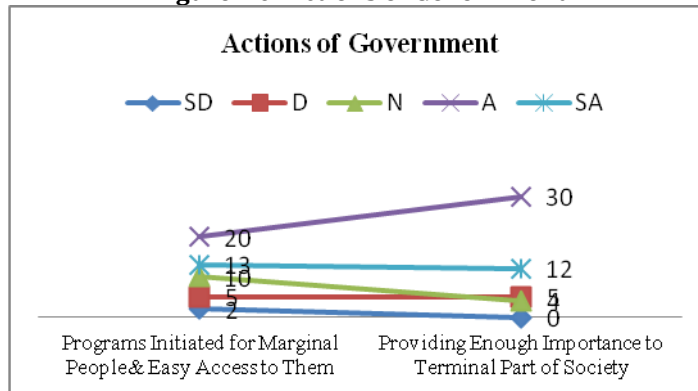 Actions of Government
SD D N A SA
20
13
10
5
2
30
12
5
4
0
Programs Initiated for Marginal
People& Easy Access to Them
Providing Enough Importance to
Terminal Part of Society